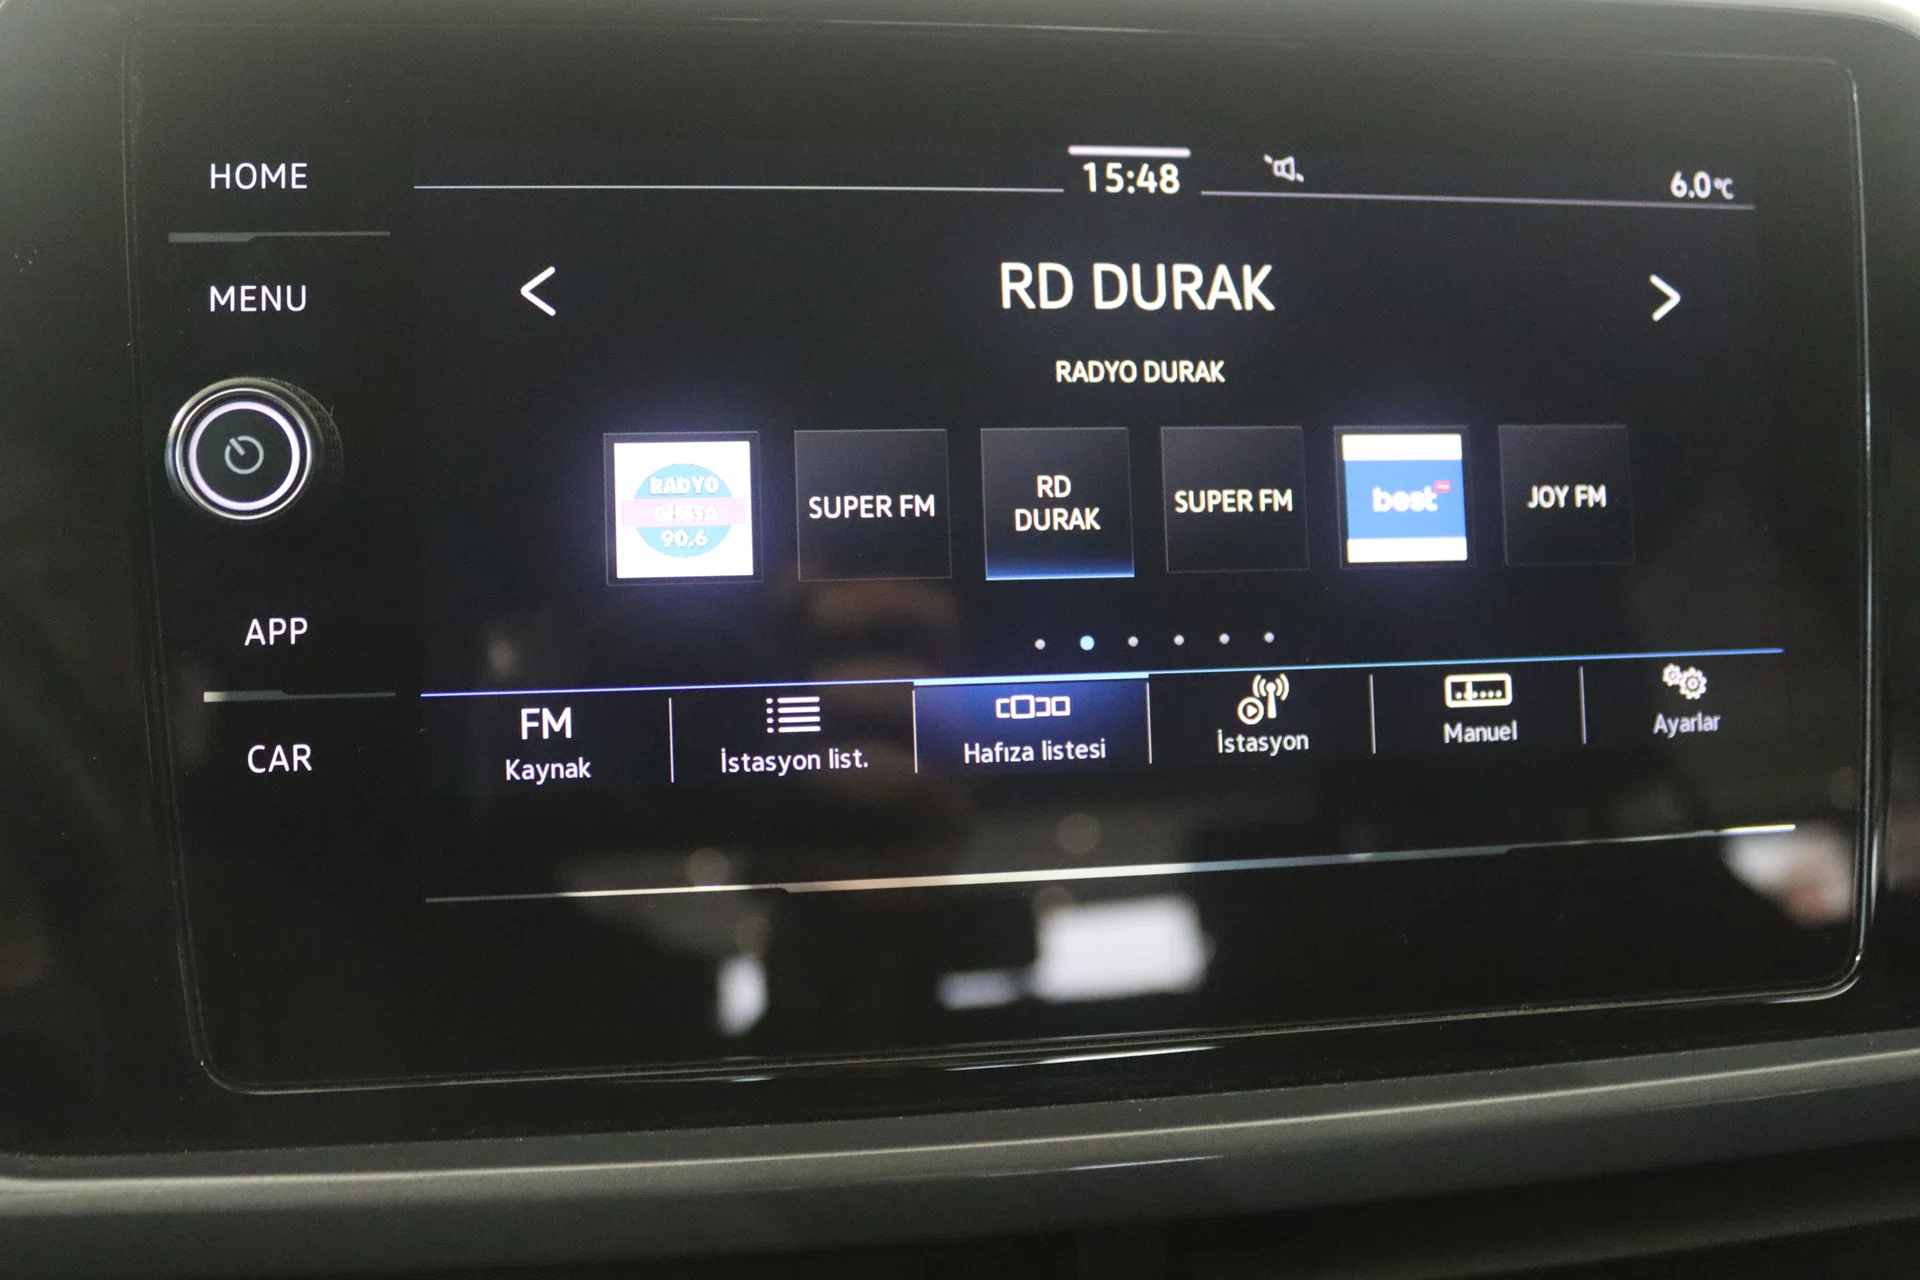 HOME
15:48
6.0°C
MENU
RD DURAK
RADYO DURAK
RADYO
90.6
SUPER FM
RD
DURAK
SUPER FM
best
JOY FM
APP
CAR
FM
Kaynak
İstasyon list.
Hafıza listesi
İstasyon
Manuel
Ayarlar